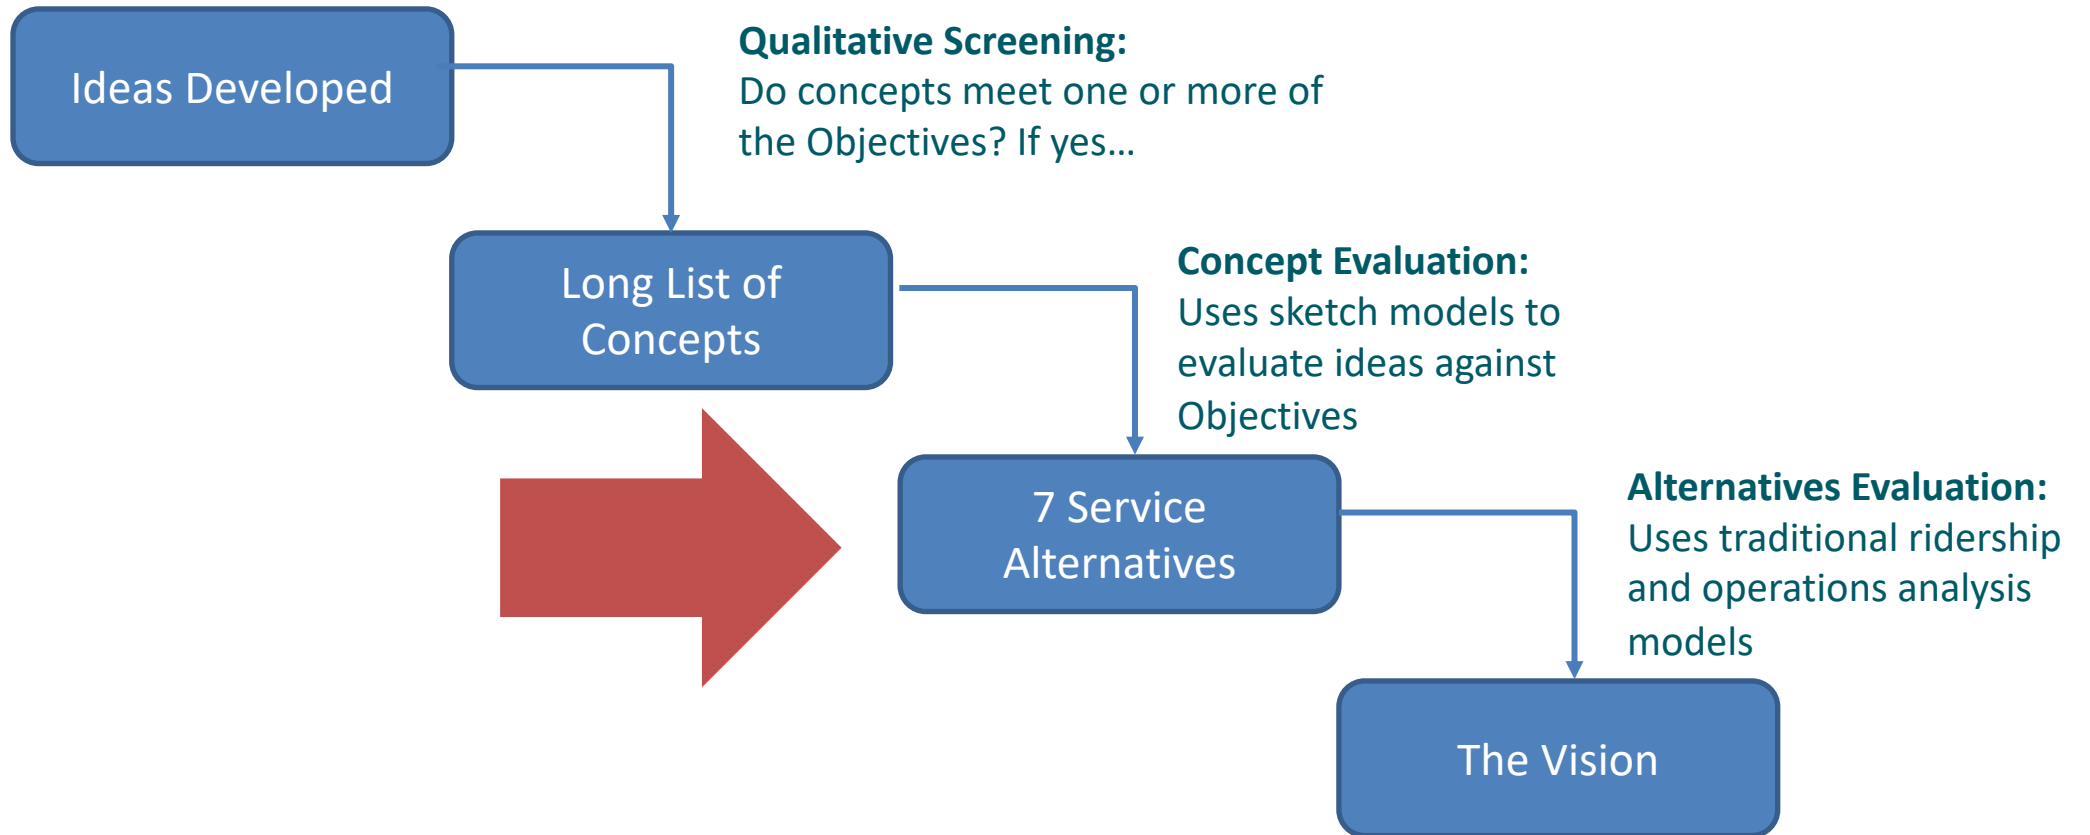 Ideas Developed
Qualitative Screening:
Do concepts meet one or more of
the Objectives? If yes…
Long List of
Concepts
Concept Evaluation:
Uses sketch models to
evaluate ideas against
Objectives
7 Service
Alternatives
Alternatives Evaluation:
Uses traditional ridership
and operations analysis
models
The Vision